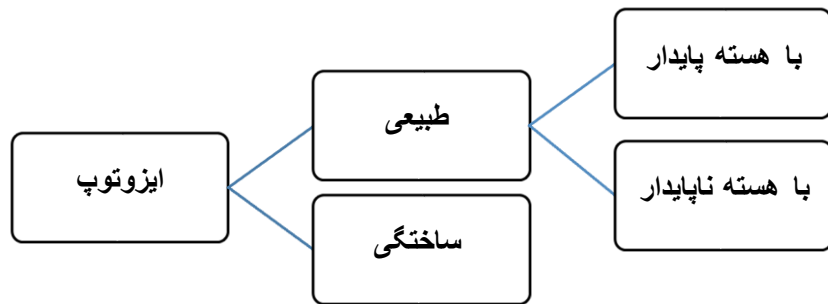 ایزوتوپ
طبیعی
ساختگی
با هسته پایدار
با هسته ناپایدار